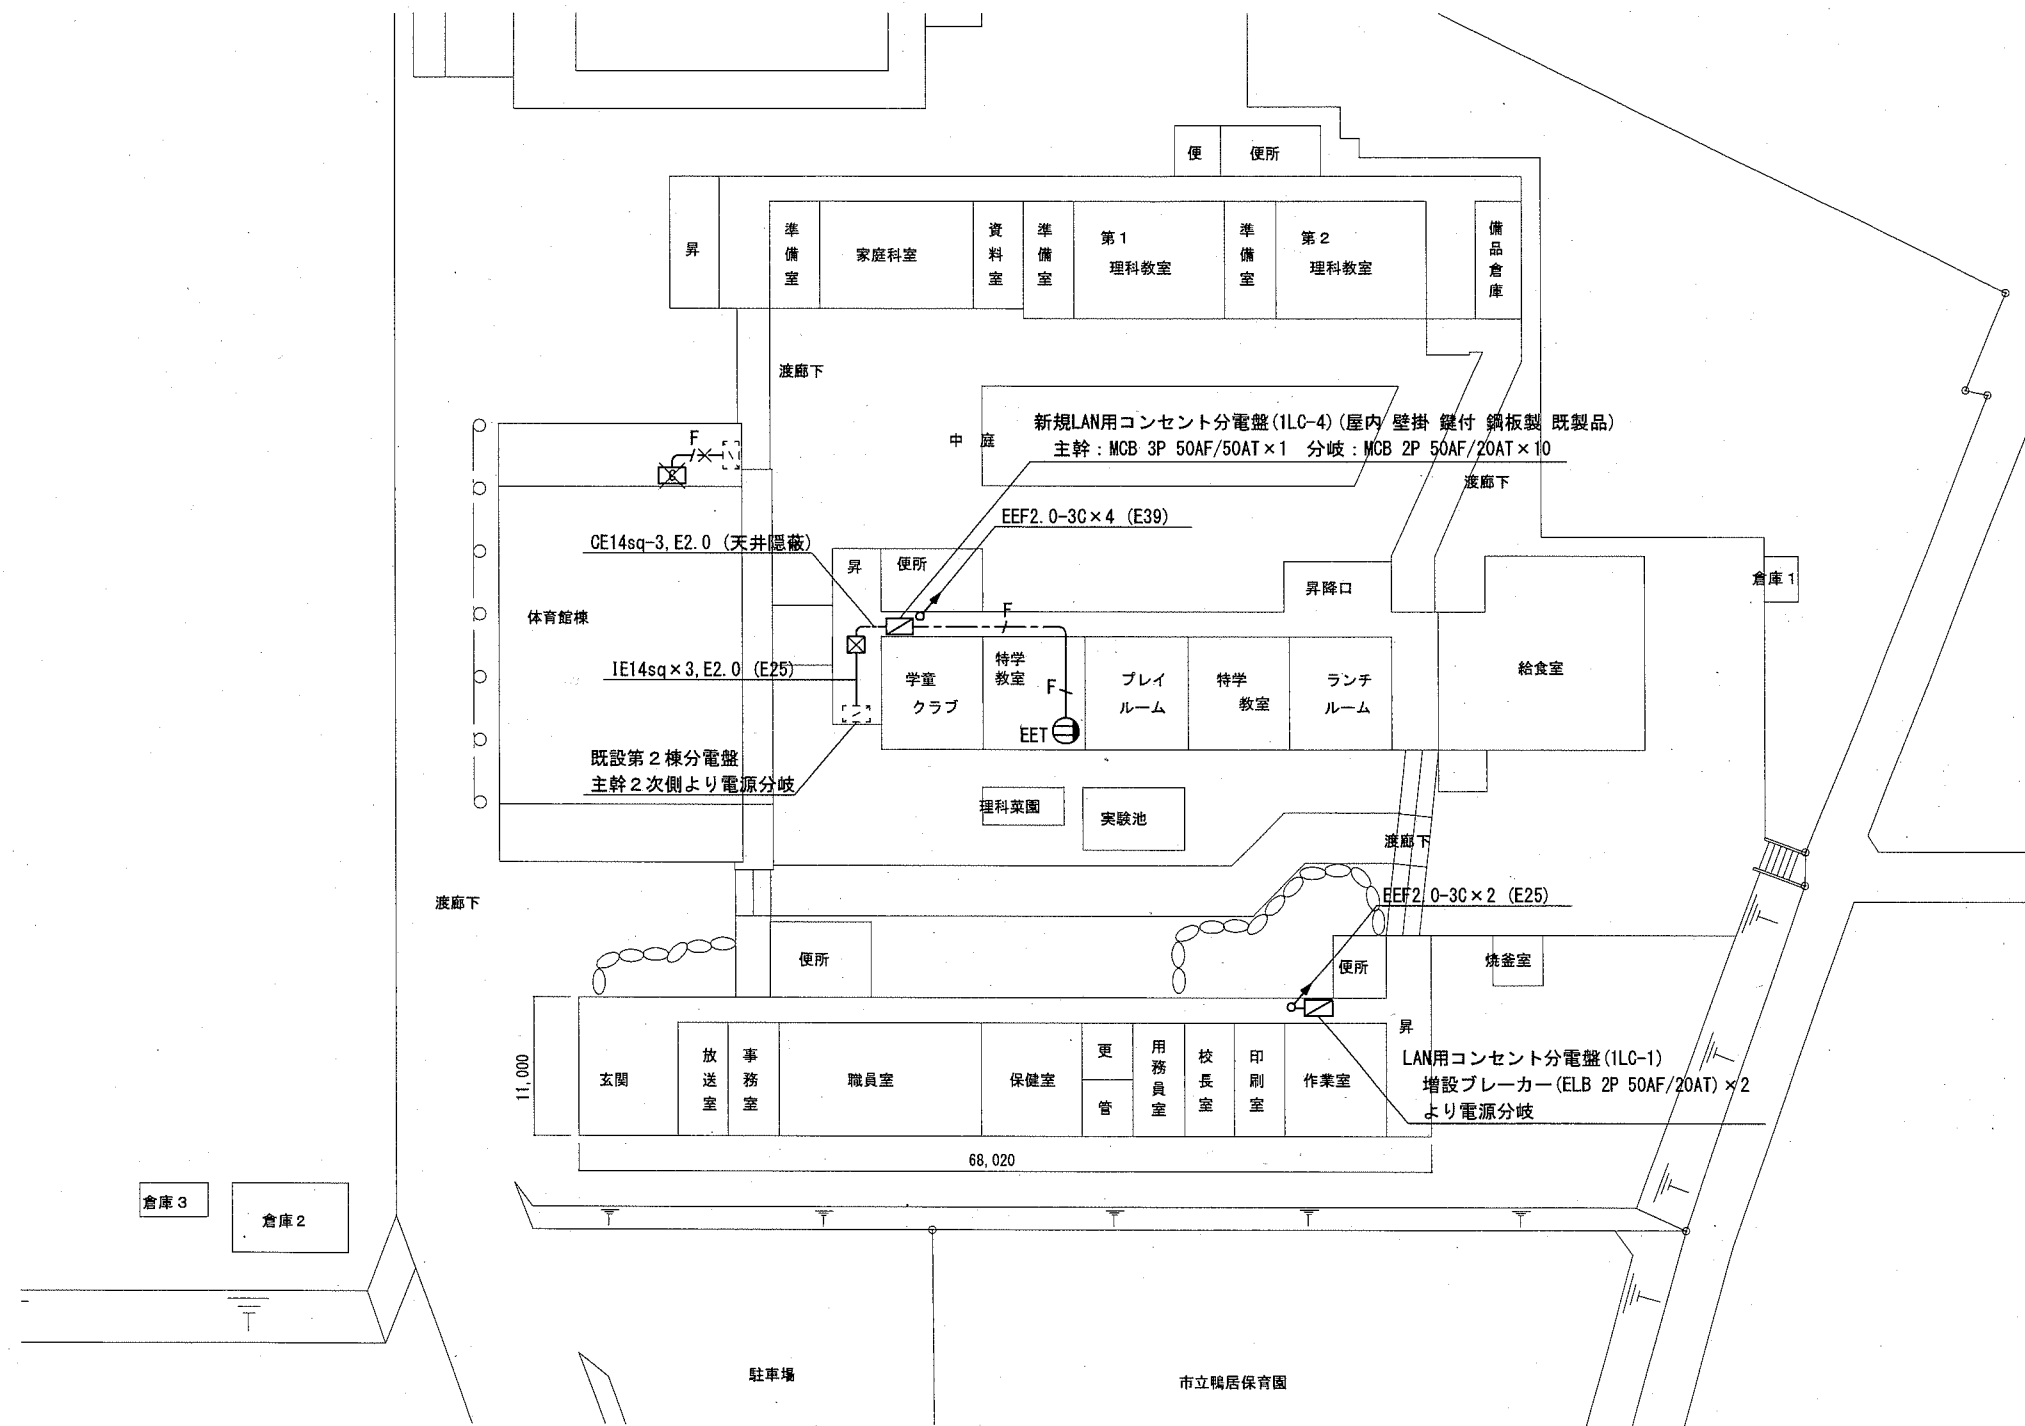 便
便所
昇
準備室
家庭科室
資料室
準備室
第1
理科教室
準備室
第2
理科教室
備品倉庫
渡廊下
中庭
新規LAN用コンセント分電盤(1LC-4)(屋内 壁掛 鍵付 鋼板製 既製品)
主幹：MCB 3P 50AF/50AT×1 分岐：MCB 2P 50AF/20AT×10
渡廊下
F
EEF2.0-3C×4 (E39)
CE14sq-3,E2.0 (天井隠蔽)
昇
便所
昇降口
倉庫1
体育館棟
F
IE14sq×3,E2.0 (E25)
学童
クラブ
特学
教室
F
EET
プレイ
ルーム
特学
教室
ランチ
ルーム
給食室
既設第2棟分電盤
主幹2次側より電源分岐
理科菜園
実験池
渡廊下
渡廊下
EEF2.0-3C×2 (E25)
便所
便所
焼釜室
11,000
玄関
放送室
事務室
職員室
保健室
更
管
用務員室
校長室
印刷室
作業室
昇
LAN用コンセント分電盤(1LC-1)
増設ブレーカー(ELB 2P 50AF/20AT)×2
より電源分岐
68,020
倉庫3
倉庫2
駐車場
市立鴨居保育園